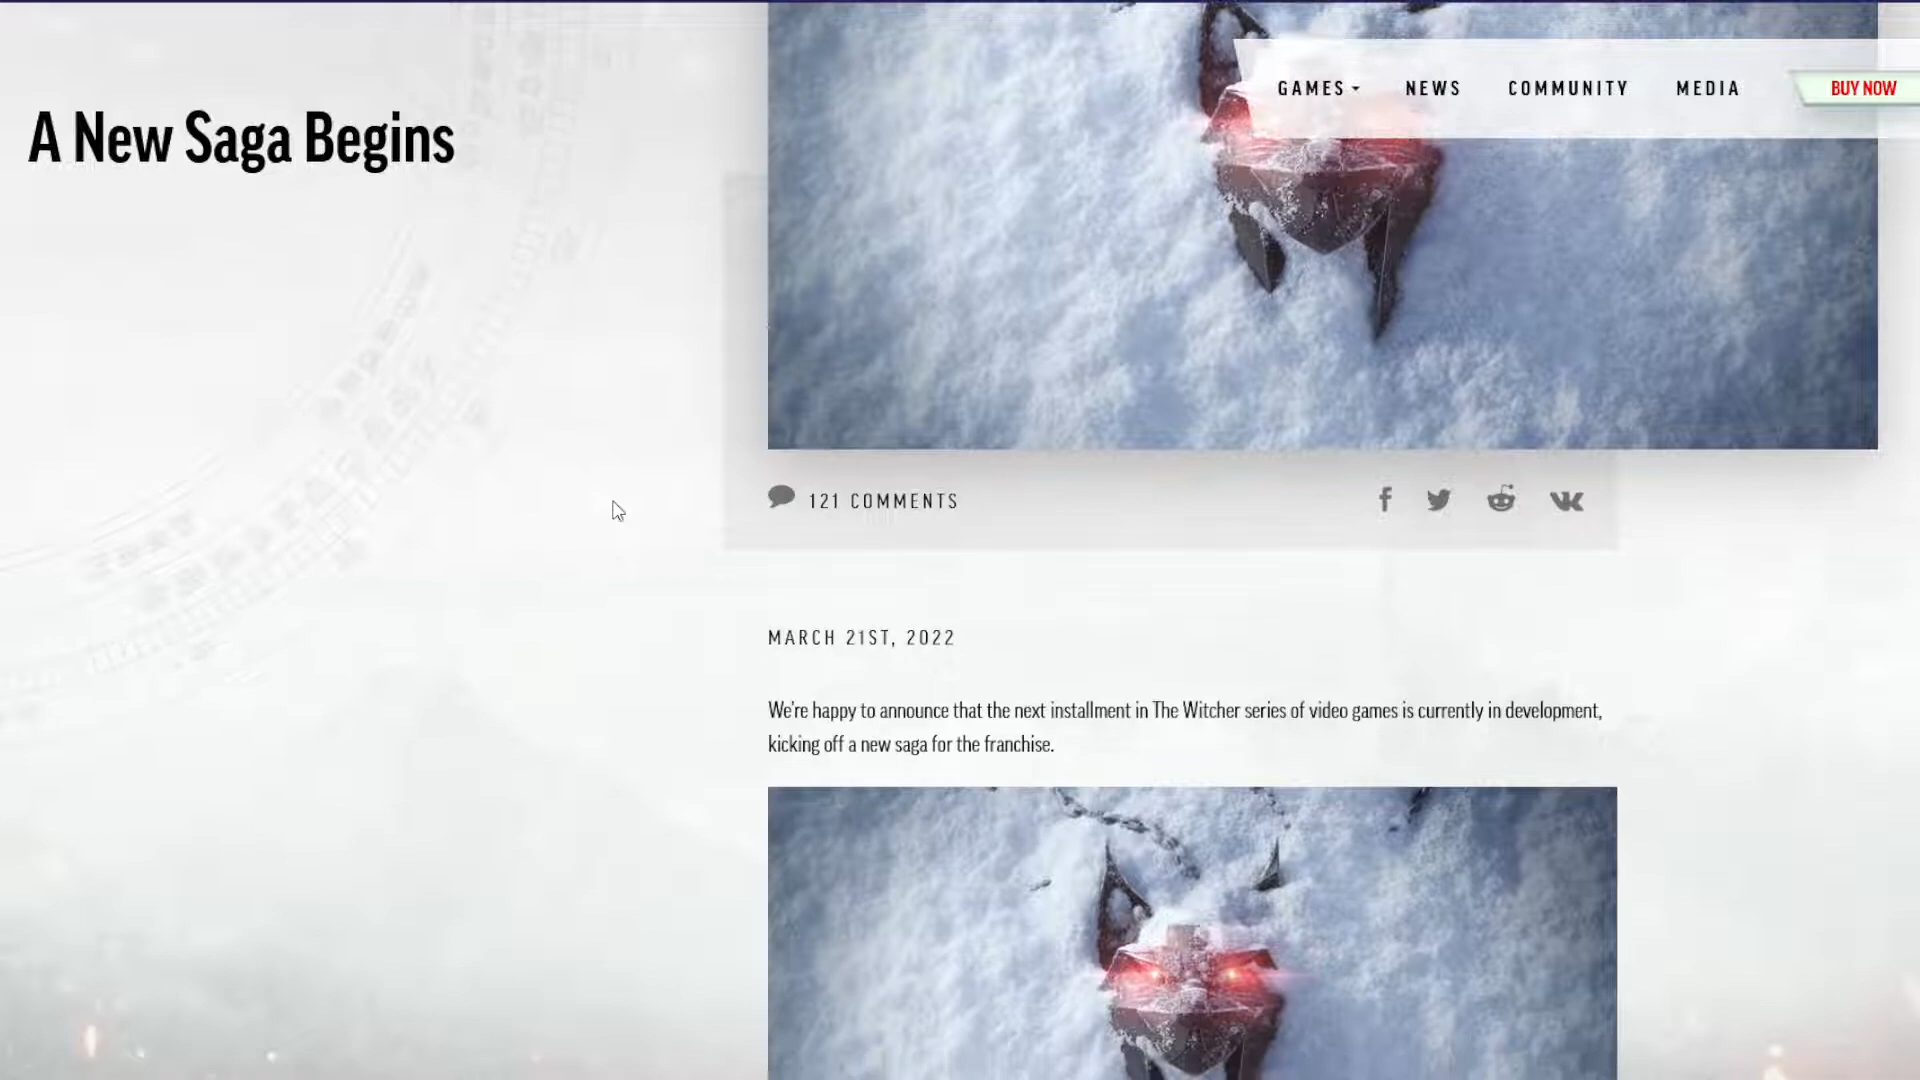 GAMES
NEWS
COMMUNITY
MEDIA
BUY NOW
A New Saga Begins
121 COMMENTS
MARCH 21ST, 2022
We're happy to announce that the next installment in The Witcher series of video games is currently in development,
kicking off a new saga for the franchise.